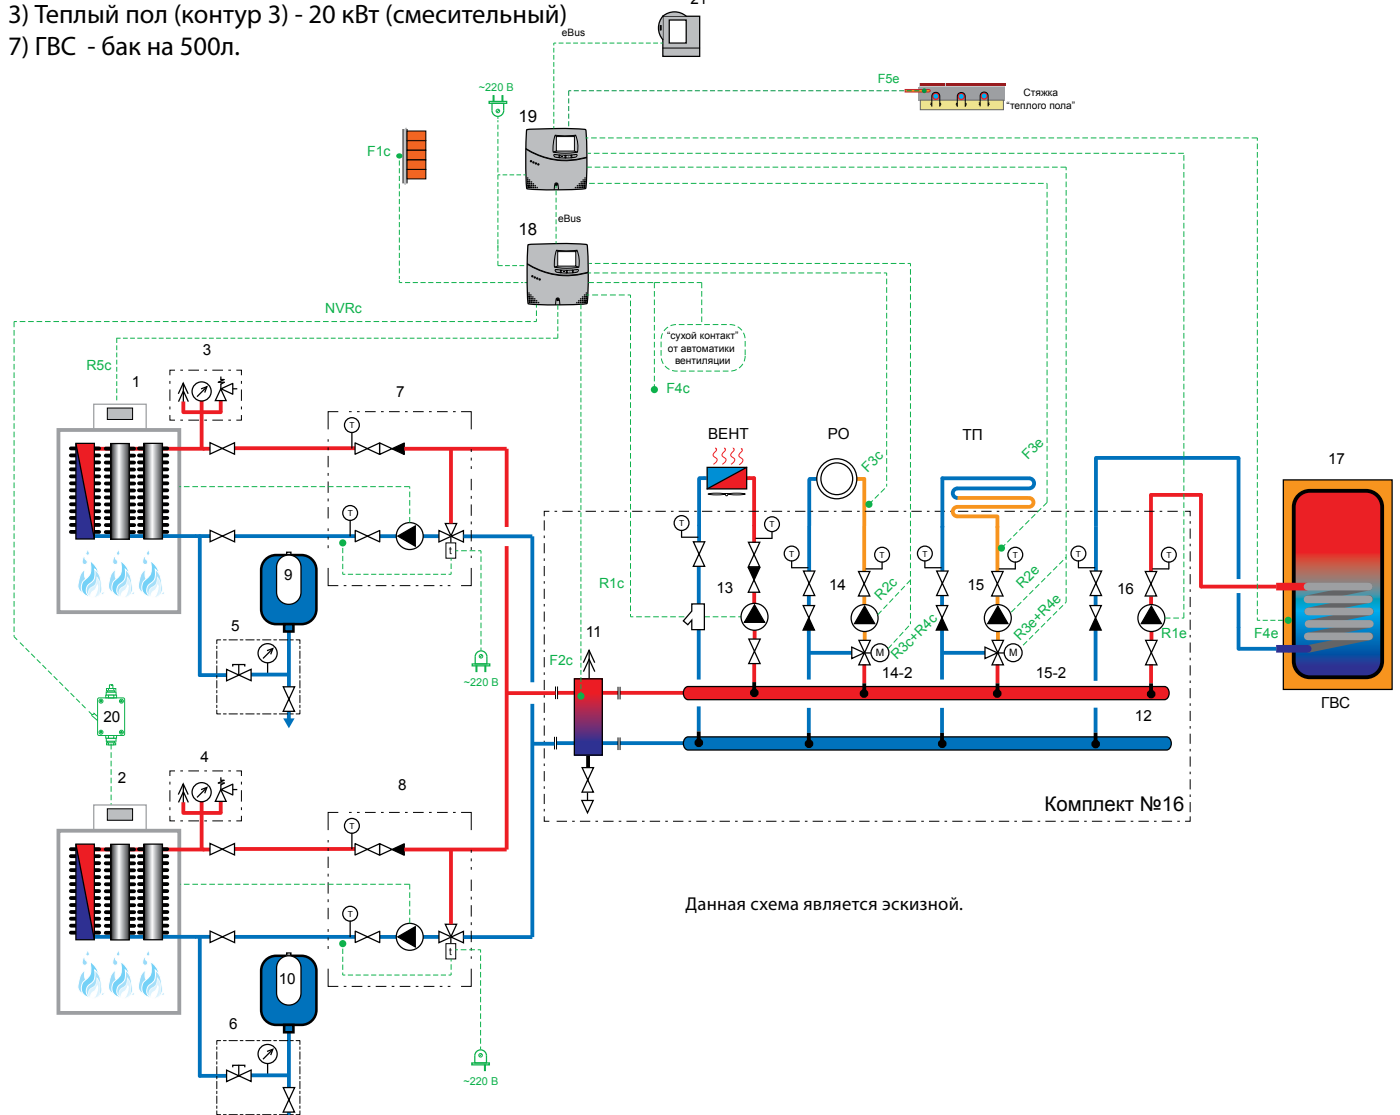 3) Теплый пол (контур 3) - 20 кВт (смесительный)
7) ГВС - бак на 500л.
21
eBus
~220 В
F5e
Стяжка
"теплого пола"
19
F1c
eBus
18
NVRc
"сухой контакт"
от автоматики
вентиляции
R5c
3
1
7
F4c
T
ВЕНТ
РО
ТП
F3c
F3e
17
T
9
t
T
T
T
T
T
T
T
R1c
13
14
R2c
15
R2e
16
R1e
F4e
5
11
F2c
~220 В
R3c+R4c
M
R3e+R4e
M
14-2
15-2
12
ГВС
20
2
4
8
Комплект №16
T
T
t
Данная схема является эскизной.
10
6
~220 В